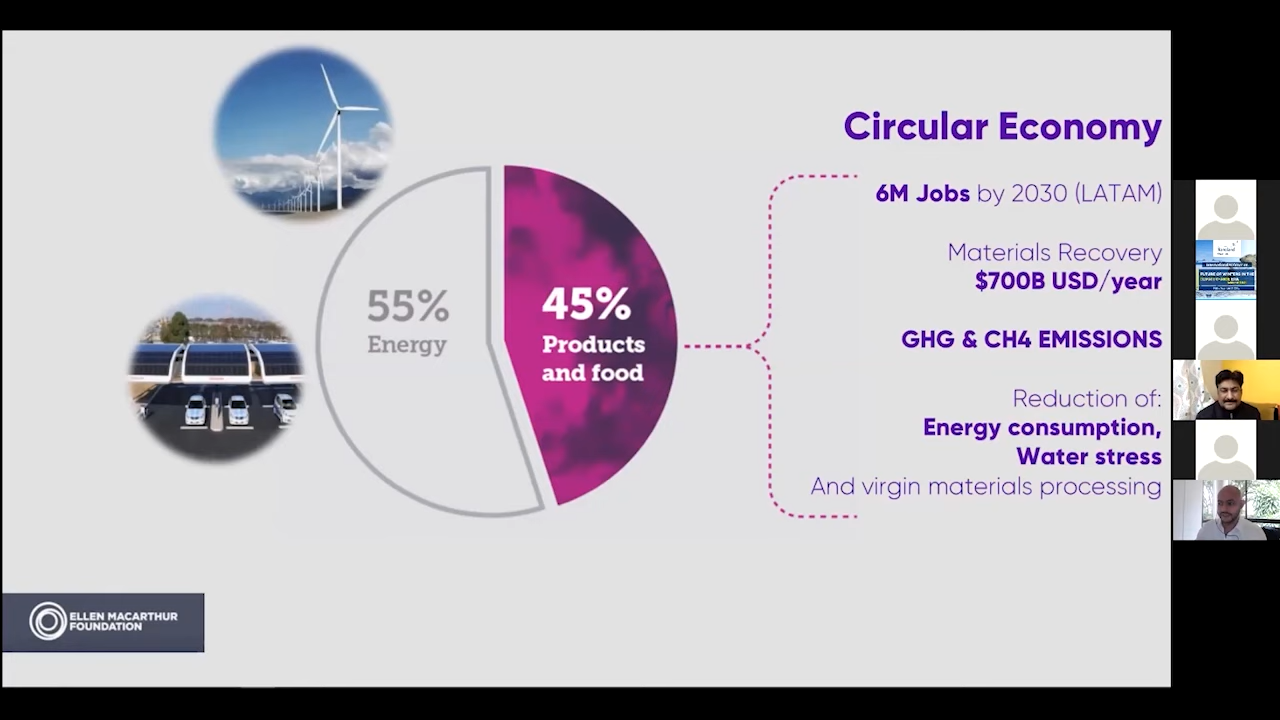 Circular Economy
6M Jobs by 2030 (LATAM)
Materials Recovery
$700B USD/year
GHG & CH4 EMISSIONS
Reduction of:
Energy consumption,
Water stress
And virgin materials processing
55%
Energy
45%
Products
and food
ELLEN MACARTHUR
FOUNDATION